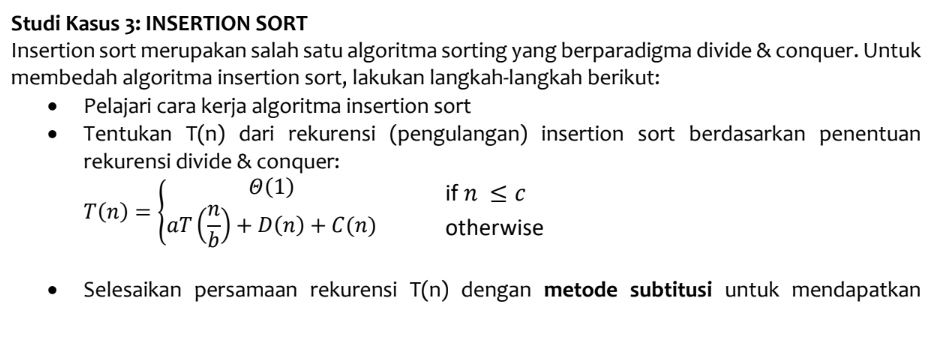 Studi Kasus 3: INSERTION SORT
Insertion sort merupakan salah satu algoritma sorting yang berparadigma divide & conquer. Untuk
membedah algoritma insertion sort, lakukan langkah-langkah berikut:
• Pelajari cara kerja algoritma insertion sort
• Tentukan T(n) dari rekurensi (pengulangan) insertion sort berdasarkan penentuan
rekurensi divide & conquer:
T(n) = { Θ(1) if n ≤ c
aT(n/b) + D(n) + C(n) otherwise
• Selesaikan persamaan rekurensi T(n) dengan metode subtitusi untuk mendapatkan